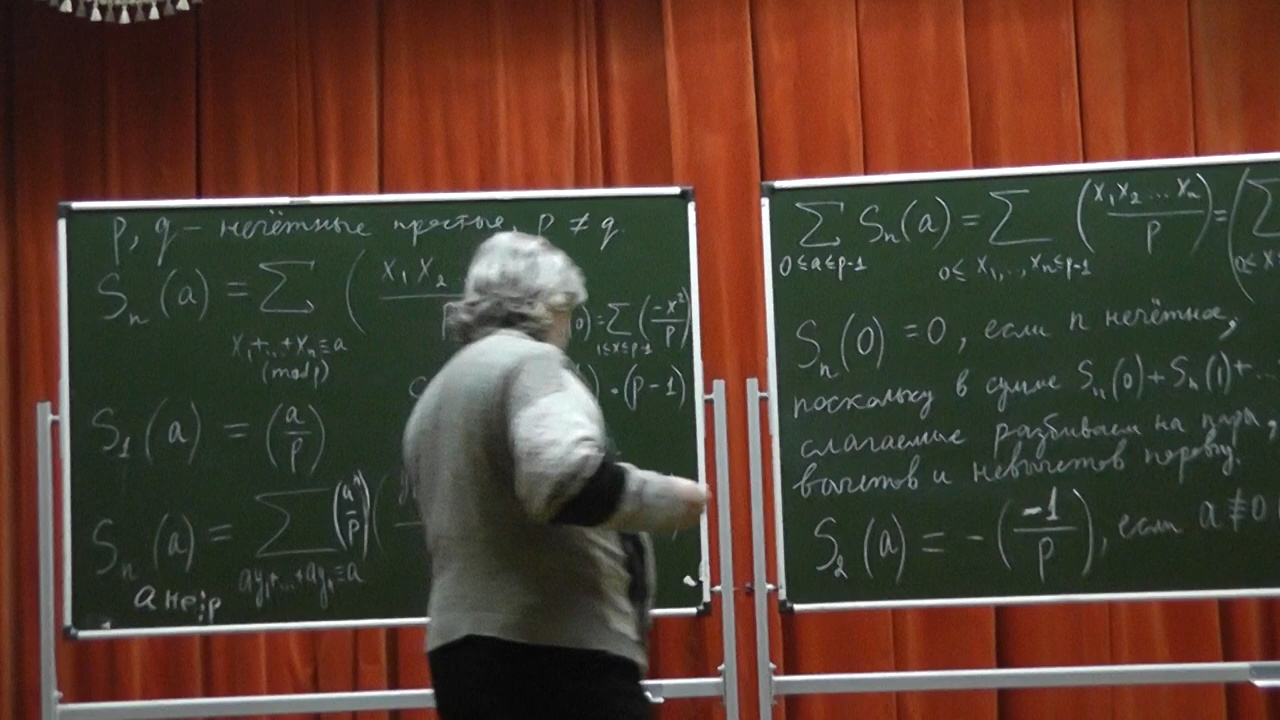 p, q – нечётные простые, p ≠ q.
S_n(a) = ∑ ( x_1 x_2
x_1+...+x_n ≡ a
(mod p)
0) = ∑ (-x²/p)
1≤x≤p-1
) · (p-1)
S_1(a) = (a/p)
S_n(a) = ∑ (a^n/p) (
ay_1+...+ay_n ≡ a
a не ⋮ p
∑ S_n(a) = ∑ (x_1 x_2 ... x_n / p) = (∑
0≤a≤p-1 0≤ x_1,..., x_n ≤p-1
S_n(0) = 0, если n нечётное,
поскольку в сумме S_n(0)+S_n(1)+...
слагаемые разбиваем на пары,
вычетов и невычетов поровну.
S_2(a) = -(-1/p), если a ≢ 0